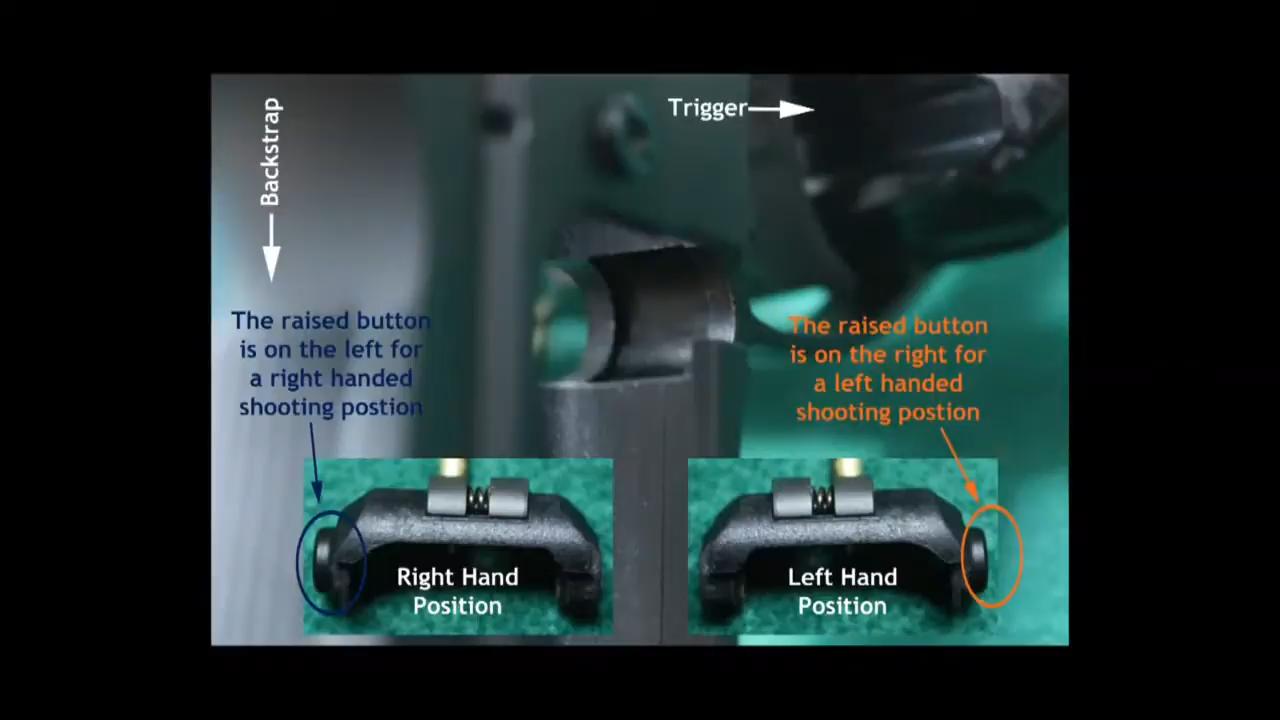 Trigger
Backstrap
The raised button
is on the left for
a right handed
shooting postion
The raised button
is on the right for
a left handed
shooting postion
Right Hand
Position
Left Hand
Position